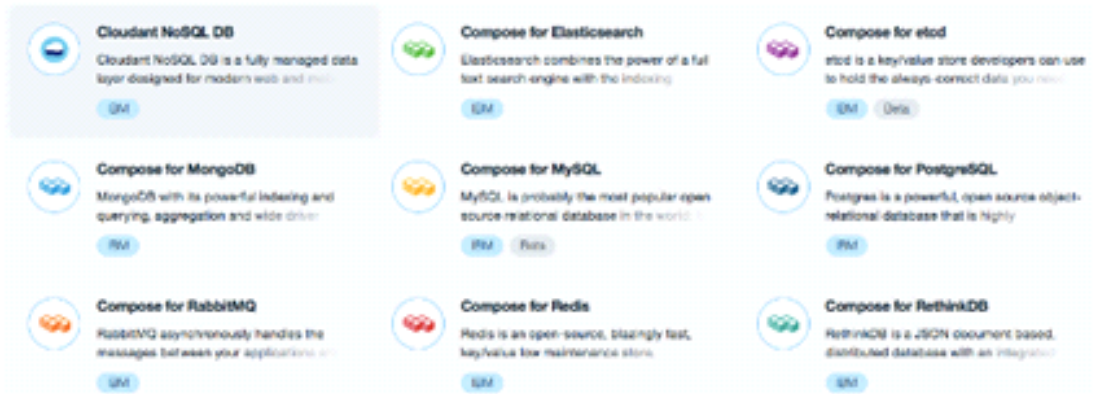 Cloudant NoSQL DB
Cloudant NoSQL DB is a fully managed data
layer designed for modern web and
IBM
Compose for Elasticsearch
Elasticsearch combines the power of a full
text search engine with the indexing
IBM
Compose for etcd
etcd is a key/value store developers can use
to hold the always-correct data you need
IBM
Beta
Compose for MongoDB
MongoDB with its powerful indexing and
querying, aggregation and wide driver
IBM
Compose for MySQL
MySQL is probably the most popular open
source relational database in the world.
IBM
Beta
Compose for PostgreSQL
Postgres is a powerful, open source object-
relational database that is highly
IBM
Compose for RabbitMQ
RabbitMQ asynchronously handles the
messages between your applications
IBM
Compose for Redis
Redis is an open-source, blazingly fast,
key/value low maintenance store.
IBM
Compose for RethinkDB
RethinkDB is a JSON document based,
distributed database with an integrated
IBM